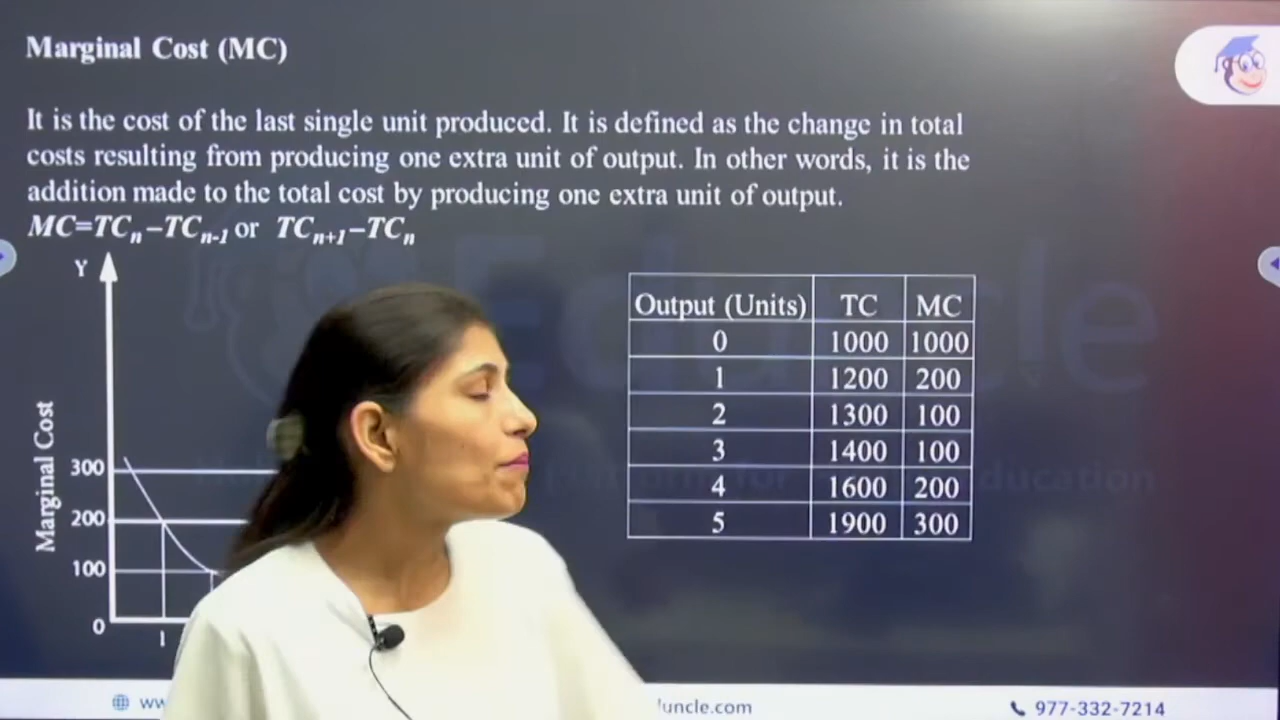 Marginal Cost (MC)
It is the cost of the last single unit produced. It is defined as the change in total
costs resulting from producing one extra unit of output. In other words, it is the
addition made to the total cost by producing one extra unit of output.
MC=TCₙ−TCₙ₋₁ or TCₙ₊₁−TCₙ
Y
Marginal Cost
300
200
100
0
1
Output (Units) TC MC
0 1000 1000
1 1200 200
2 1300 100
3 1400 100
4 1600 200
5 1900 300
Eduncle
ducation
duncle.com
977-332-7214